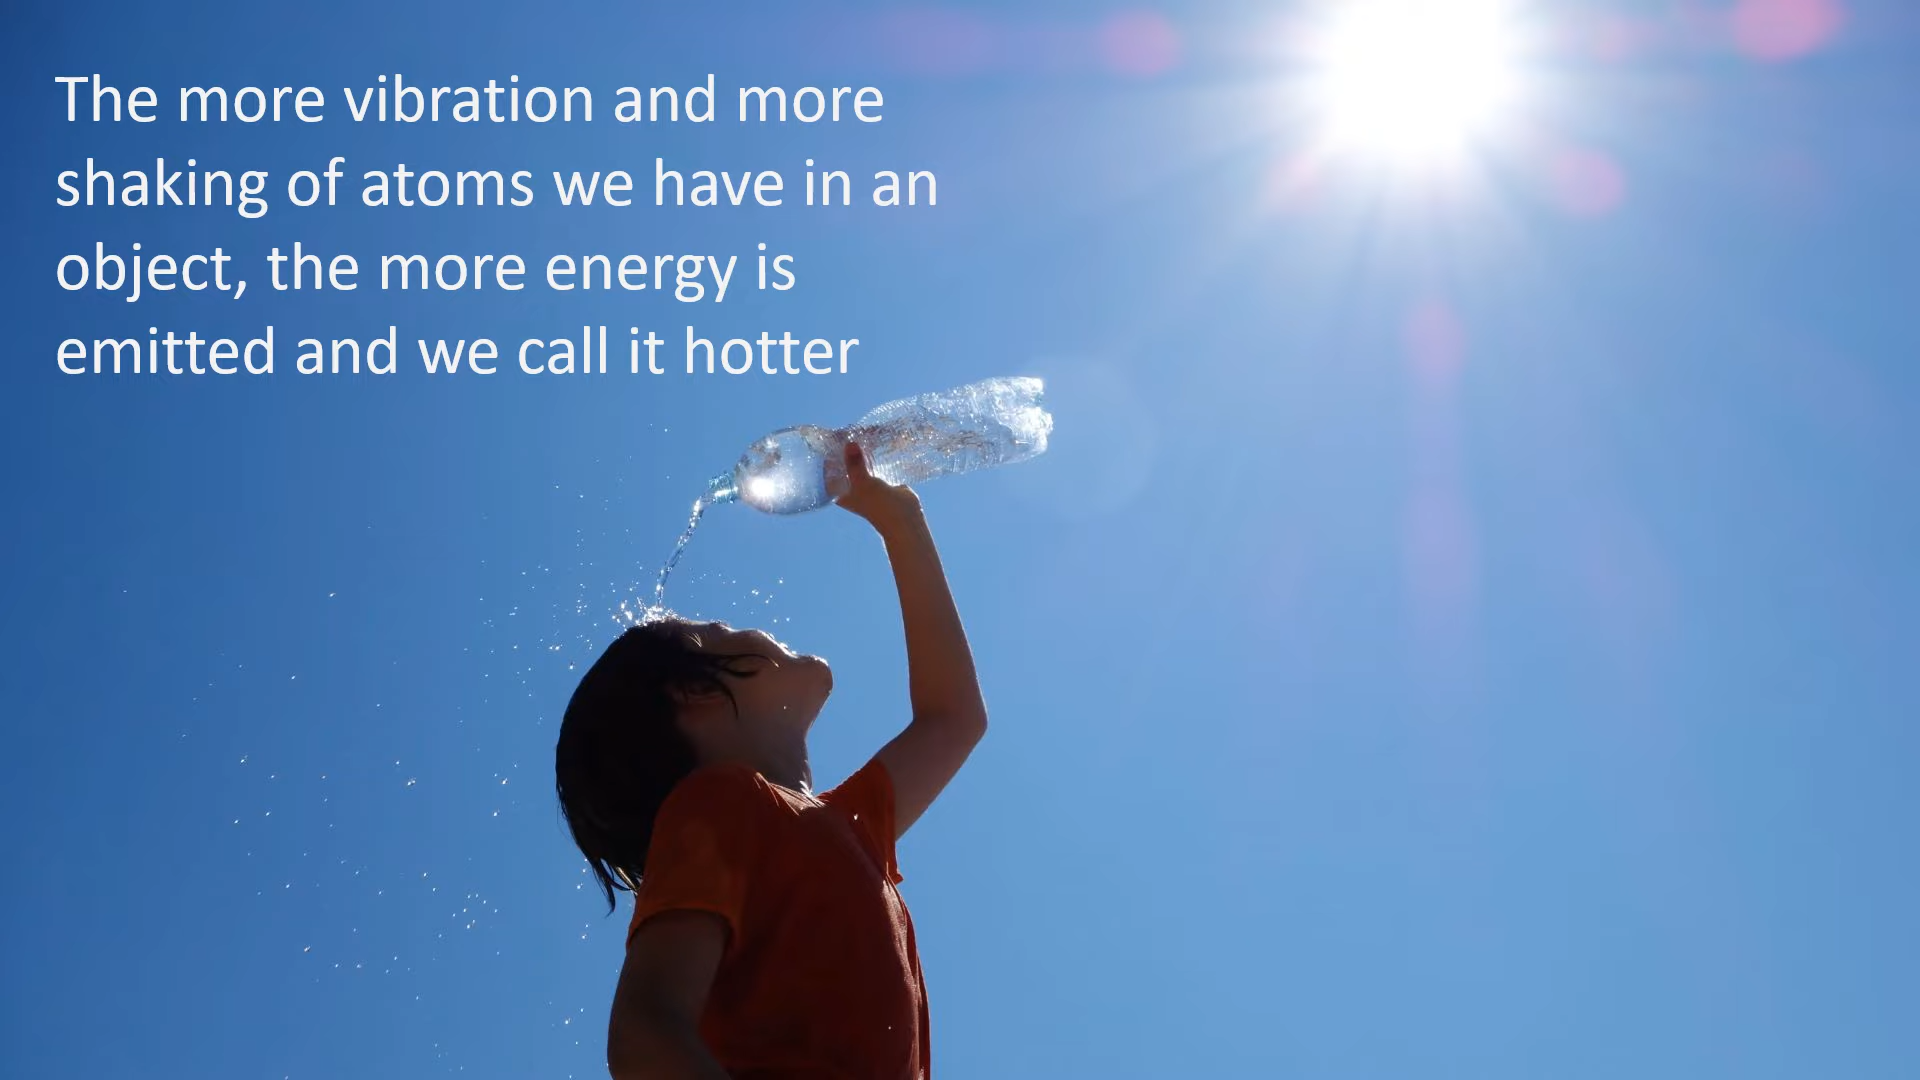 The more vibration and more
shaking of atoms we have in an
object, the more energy is
emitted and we call it hotter